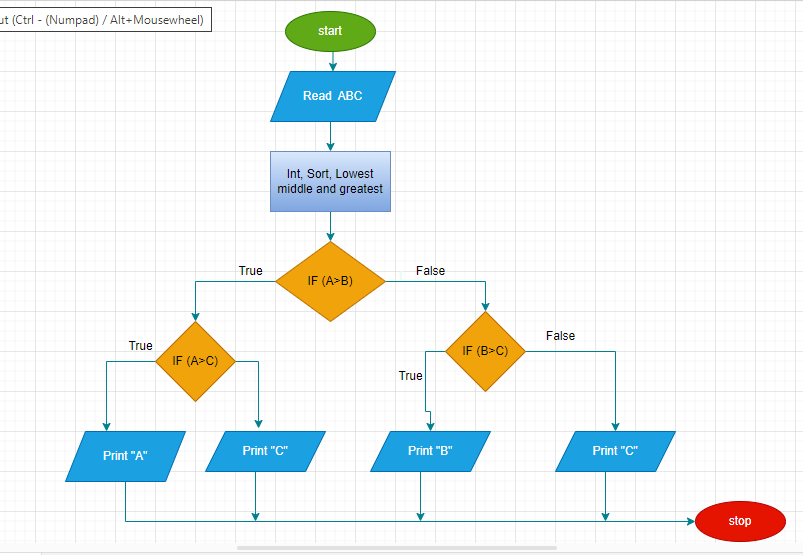 ut (Ctrl - (Numpad) / Alt+Mousewheel)
start
Read ABC
Int, Sort, Lowest
middle and greatest
True
IF (A>B)
False
True
IF (A>C)
IF (B>C)
False
True
Print "A"
Print "C"
Print "B"
Print "C"
stop